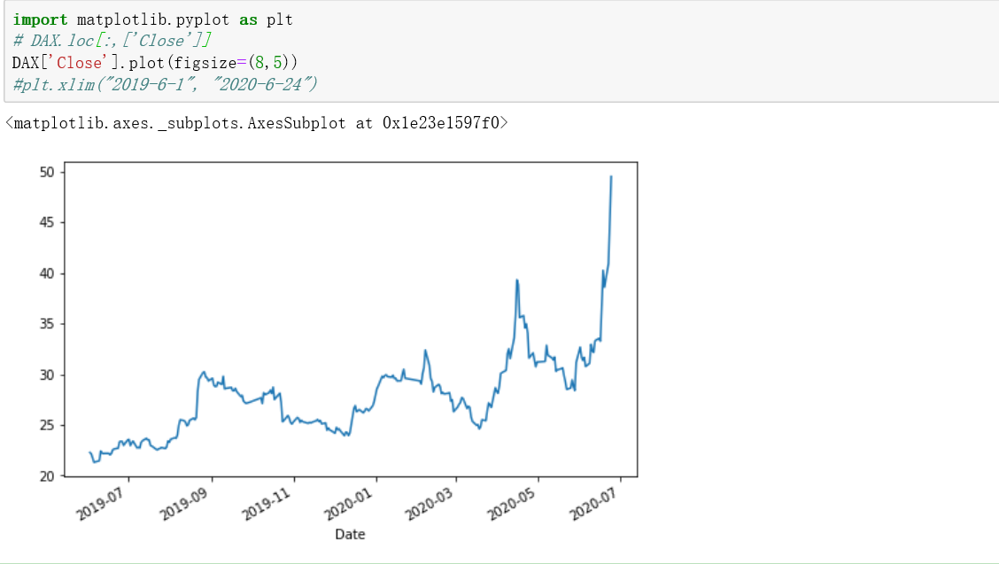 import matplotlib.pyplot as plt
# DAX.loc[:,['Close']]
DAX['Close'].plot(figsize=(8,5))
#plt.xlim("2019-6-1", "2020-6-24")
<matplotlib.axes._subplots.AxesSubplot at 0x1e23e1597f0>
50
45
40
35
30
25
20
2019-07
2019-09
2019-11
2020-01
2020-03
2020-05
2020-07
Date